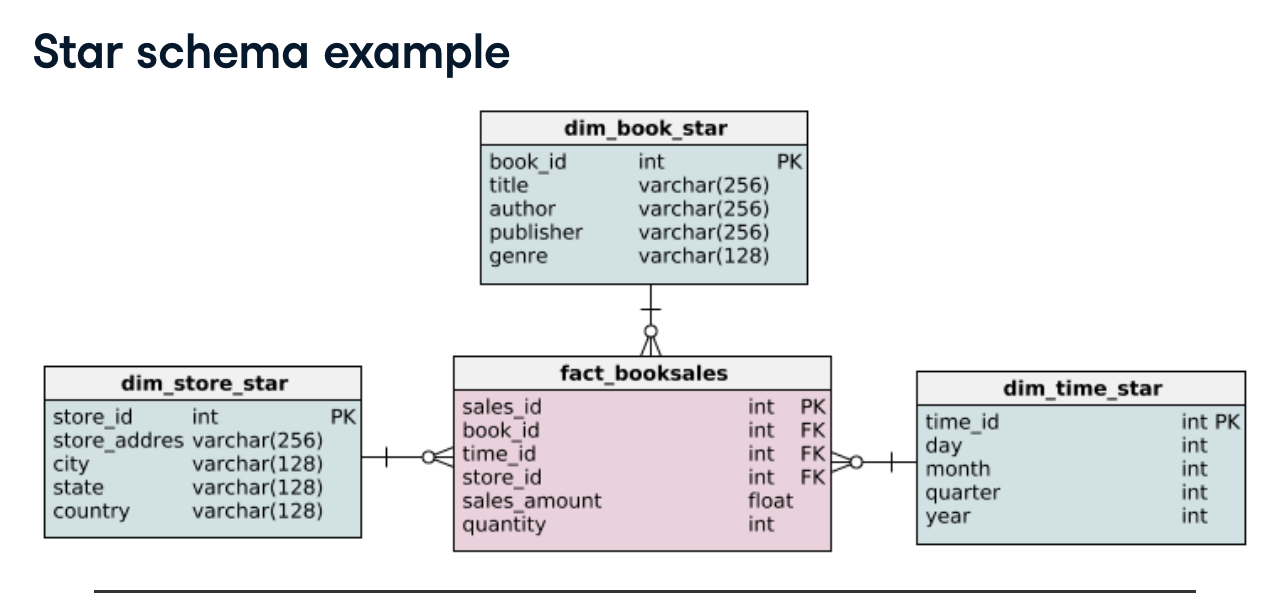 Star schema example
dim_book_star
book_id int PK
title varchar(256)
author varchar(256)
publisher varchar(256)
genre varchar(128)
dim_store_star
store_id int PK
store_addres varchar(256)
city varchar(128)
state varchar(128)
country varchar(128)
fact_booksales
sales_id int PK
book_id int FK
time_id int FK
store_id int FK
sales_amount float
quantity int
dim_time_star
time_id int PK
day int
month int
quarter int
year int